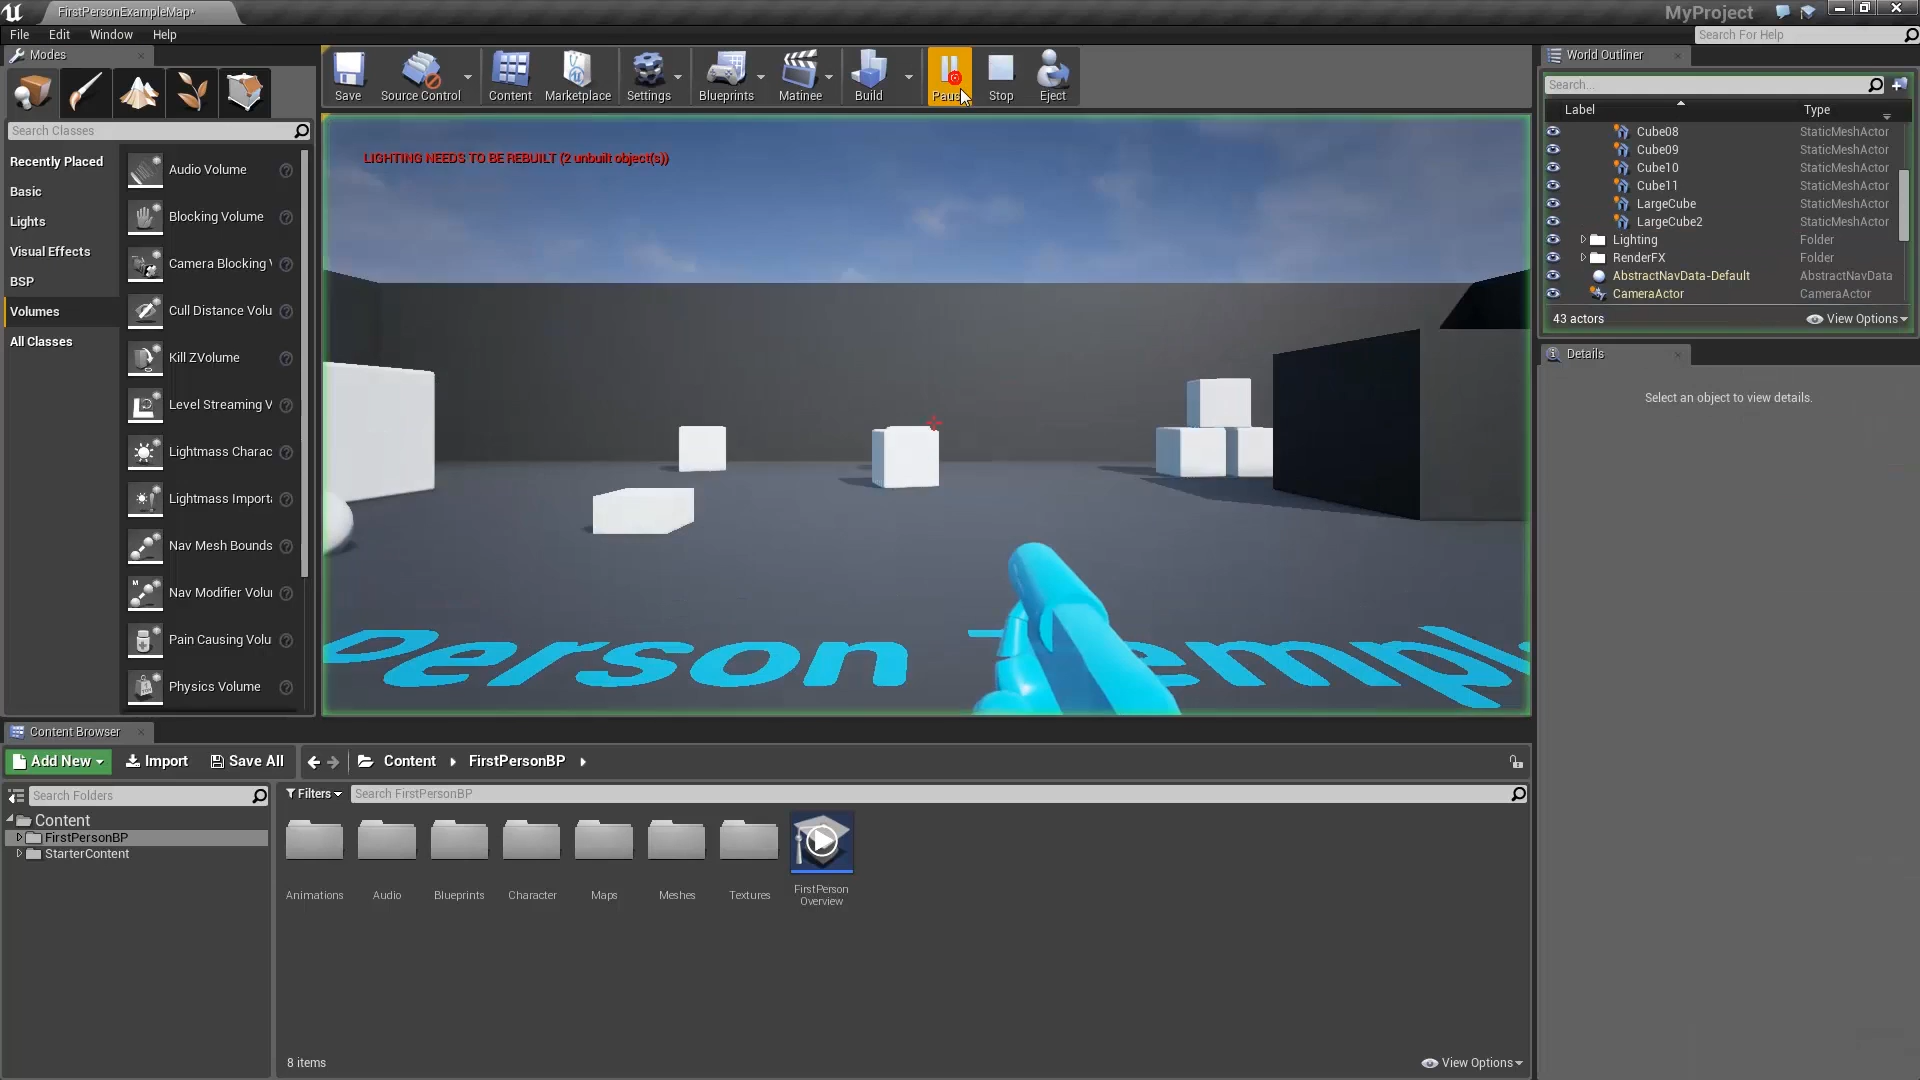 FirstPersonExampleMap*
MyProject
File Edit Window Help
Search For Help
Modes
Save Source Control Content Marketplace Settings Blueprints Matinee Build Pause Stop Eject
Search Classes
Recently Placed
Basic
Lights
Visual Effects
BSP
Volumes
All Classes
Audio Volume
Blocking Volume
Camera Blocking V
Cull Distance Volu
Kill ZVolume
Level Streaming V
Lightmass Charac
Lightmass Importa
Nav Mesh Bounds
Nav Modifier Volu
Pain Causing Volu
Physics Volume
LIGHTING NEEDS TO BE REBUILT (2 unbuilt object(s))
Person Templ
World Outliner
Search...
Label Type
Cube08 StaticMeshActor
Cube09 StaticMeshActor
Cube10 StaticMeshActor
Cube11 StaticMeshActor
LargeCube StaticMeshActor
LargeCube2 StaticMeshActor
Lighting Folder
RenderFX Folder
AbstractNavData-Default AbstractNavData
CameraActor CameraActor
43 actors View Options
Details
Select an object to view details.
Content Browser
Add New Import Save All Content FirstPersonBP
Search Folders
Content
FirstPersonBP
StarterContent
Filters Search FirstPersonBP
Animations Audio Blueprints Character Maps Meshes Textures FirstPerson
Overview
8 items View Options